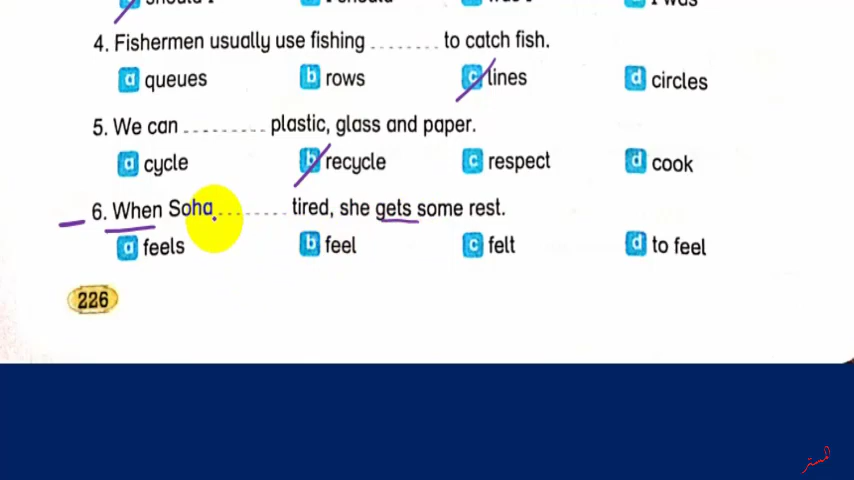 4. Fishermen usually use fishing ........ to catch fish.
a queues b rows c lines d circles
5. We can ......... plastic, glass and paper.
a cycle b recycle c respect d cook
6. When Soha ......... tired, she gets some rest.
a feels b feel c felt d to feel
226